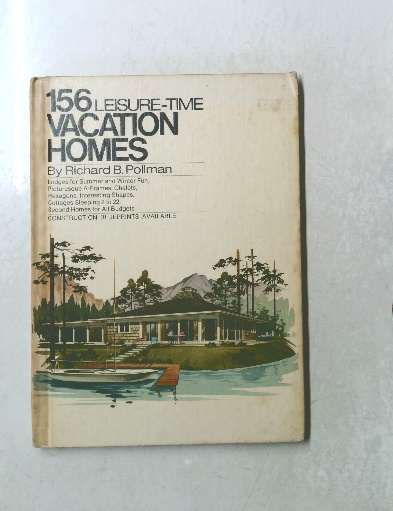 156 LEISURE-TIME
VACATION
HOMES
By Richard B. Pollman
Lodges for Summer and Winter Fun,
Picturesque A-Frames, Chalets,
Hexagons, Interesting Shapes,
Cottages Sleeping 2 to 22,
Second Homes for All Budgets
CONSTRUCTION BLUEPRINTS AVAILABLE